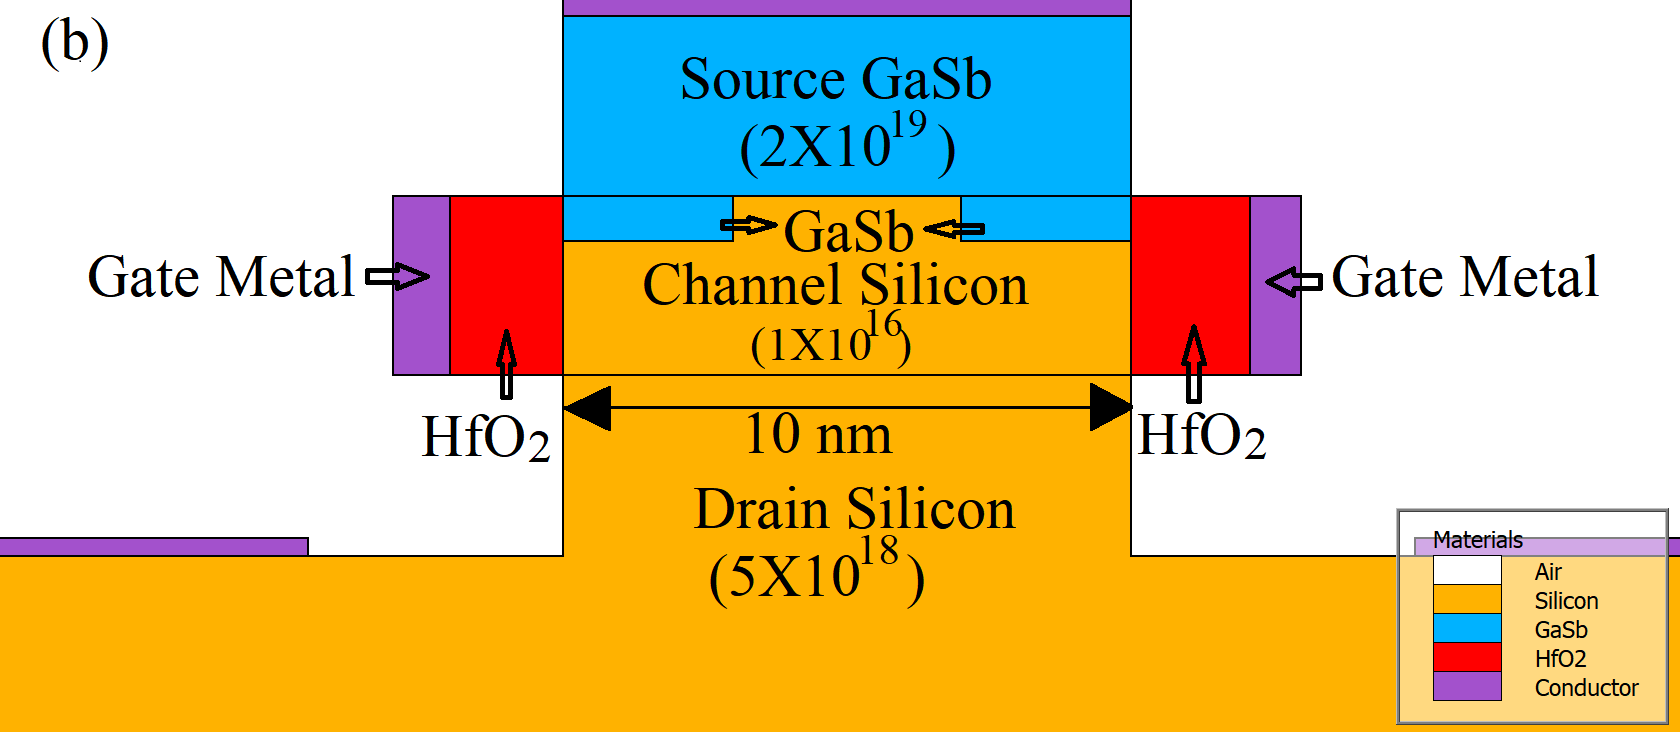 (b)
Source GaSb
(2X10^19)
GaSb
Gate Metal
Channel Silicon
Gate Metal
(1X10^16)
HfO2
10 nm
HfO2
Drain Silicon
(5X10^18)
Materials
Air
Silicon
GaSb
HfO2
Conductor